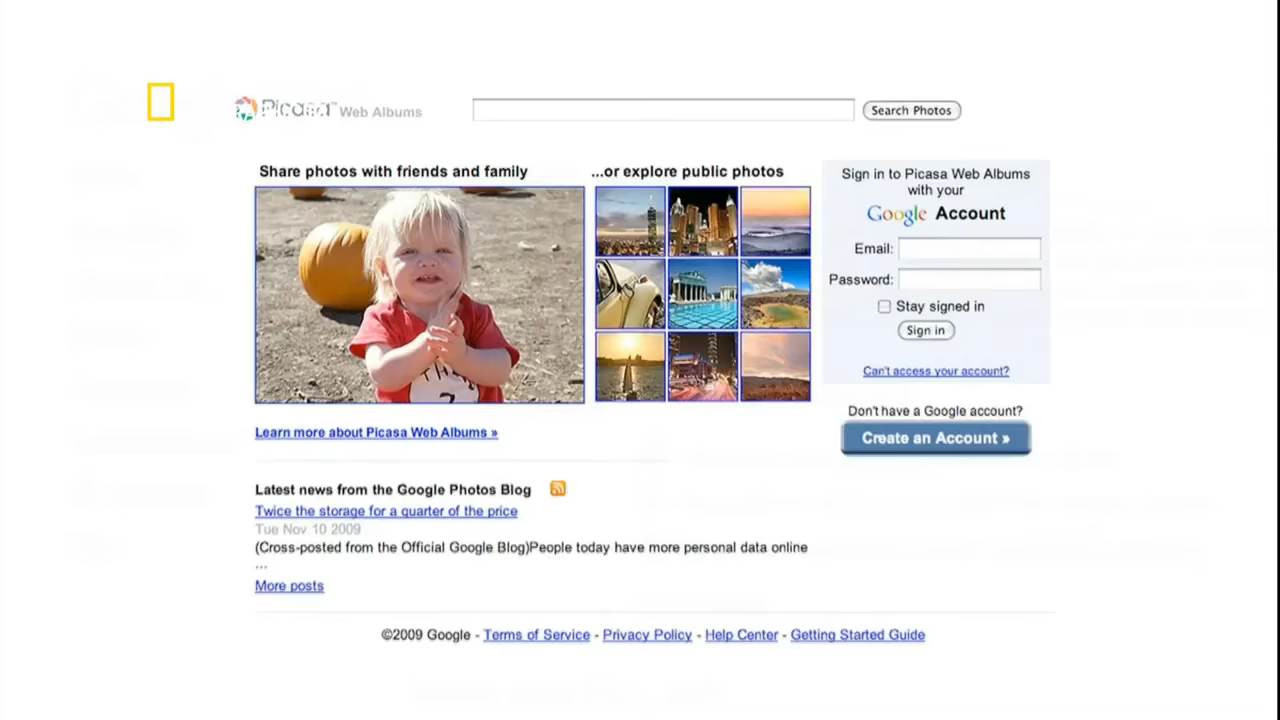 Picasa™ Web Albums
Search Photos
Share photos with friends and family
...or explore public photos
Sign in to Picasa Web Albums
with your
Google Account
Email:
Password:
Stay signed in
Sign in
Can't access your account?
Don't have a Google account?
Create an Account »
Learn more about Picasa Web Albums »
Latest news from the Google Photos Blog
Twice the storage for a quarter of the price
Tue Nov 10 2009
(Cross-posted from the Official Google Blog)People today have more personal data online
...
More posts
©2009 Google - Terms of Service - Privacy Policy - Help Center - Getting Started Guide